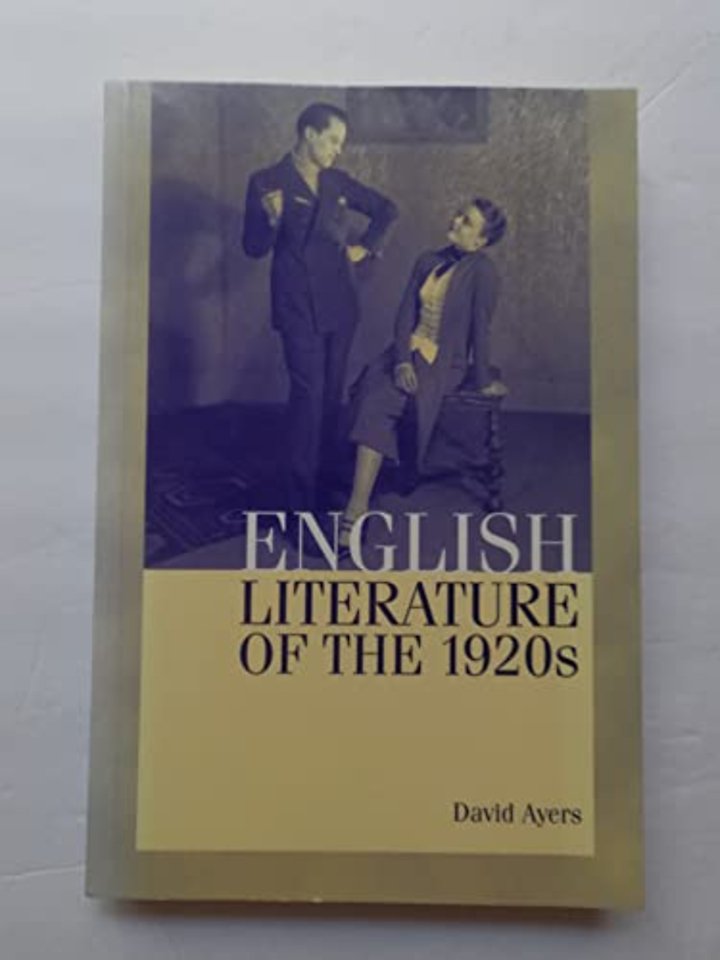 ENGLISH
LITERATURE
OF THE 1920s
David Ayers